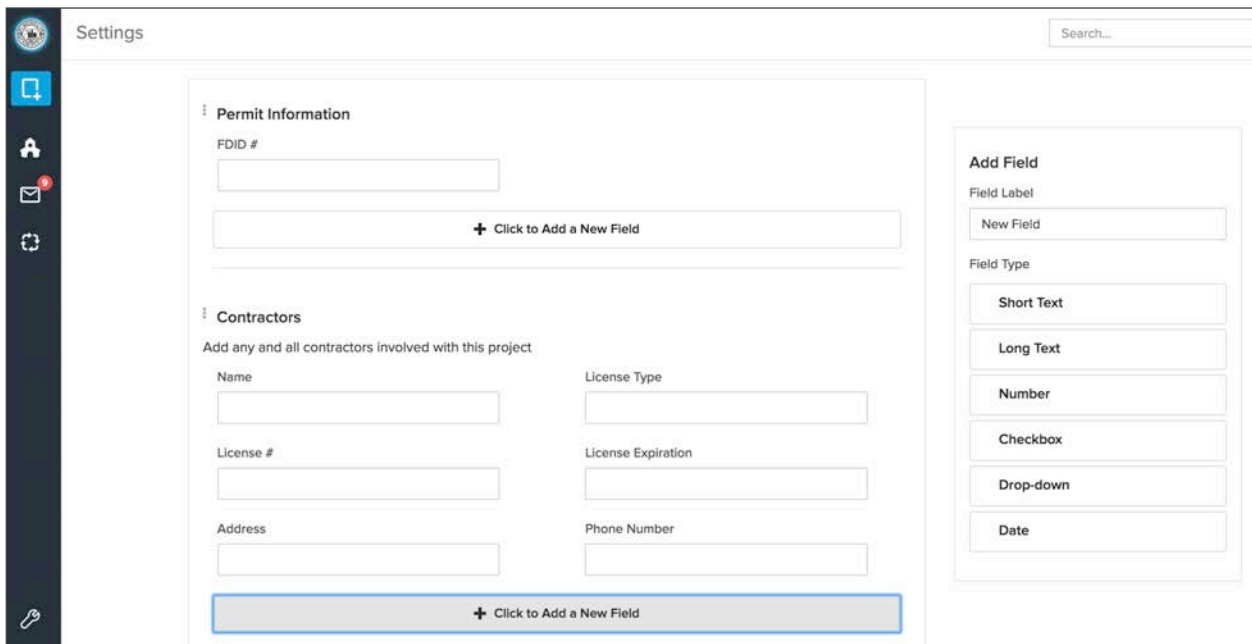 Settings
Search...
Permit Information
FDID #
Click to Add a New Field
Contractors
Add any and all contractors involved with this project
Name
License Type
License #
License Expiration
Address
Phone Number
Click to Add a New Field
Add Field
Field Label
New Field
Field Type
Short Text
Long Text
Number
Checkbox
Drop-down
Date
9